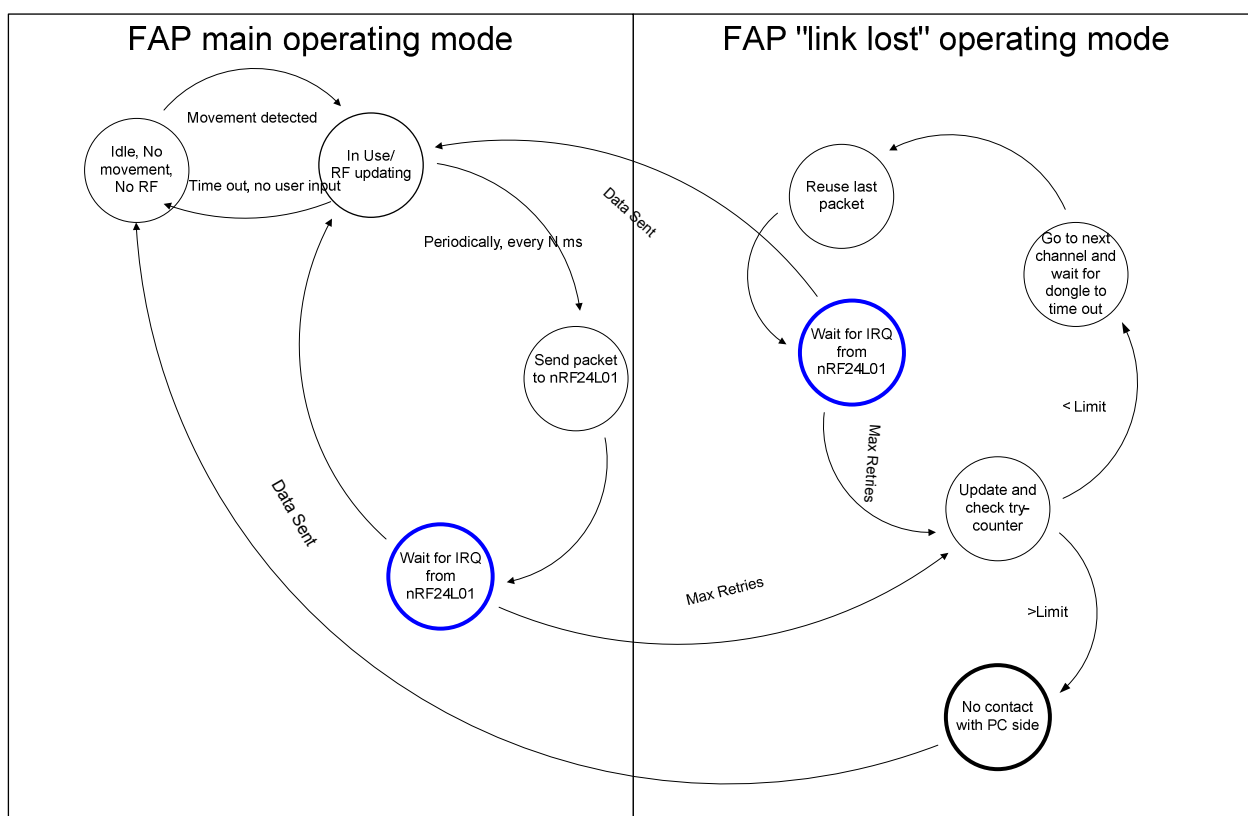 FAP main operating mode
FAP "link lost" operating mode
Movement detected
Idle, No
movement,
No RF
In Use/
RF updating
Time out, no user input
Periodically, every N ms
Data Sent
Reuse last
packet
Go to next
channel and
wait for
dongle to
time out
Send packet
to nRF24L01
Wait for IRQ
from
nRF24L01
< Limit
Max Retries
Data Sent
Update and
check try-
counter
Wait for IRQ
from
nRF24L01
Max Retries
>Limit
No contact
with PC side